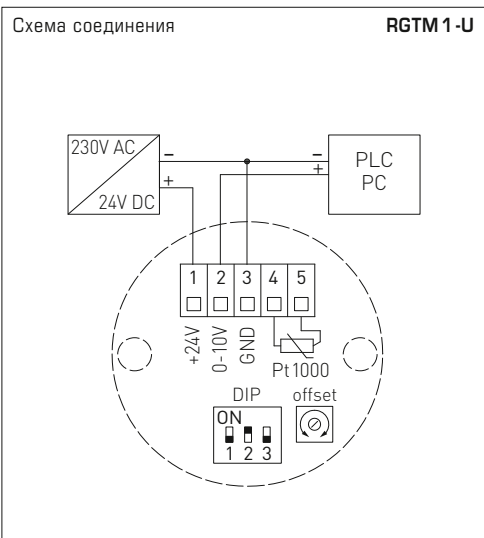 Схема соединения RGTM 1 - U
230V AC
24V DC
–
+
–
+
PLC
PC
1 2 3 4 5
+24V
0-10V
GND
Pt1000
DIP offset
ON
1 2 3